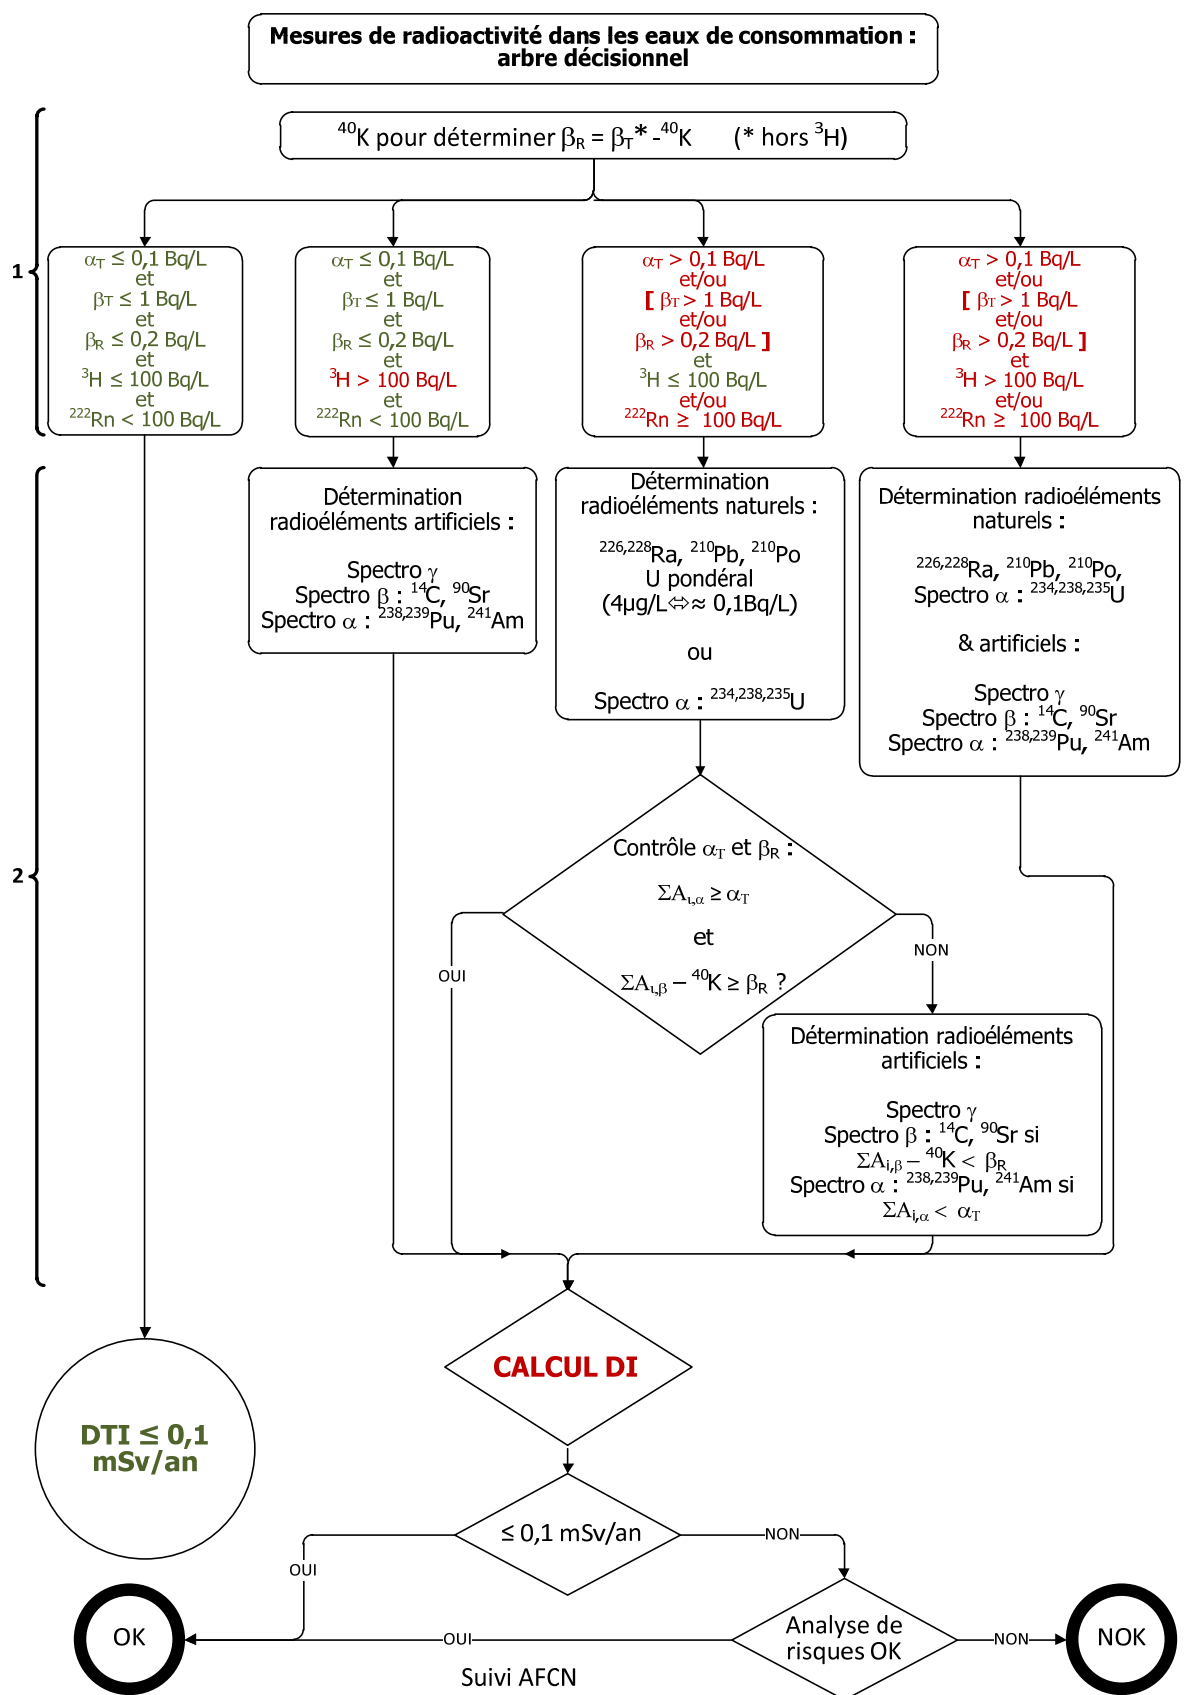 Mesures de radioactivité dans les eaux de consommation :
arbre décisionnel
⁴⁰K pour déterminer βR = βT* -⁴⁰K (* hors ³H)
1
αT ≤ 0,1 Bq/L
et
βT ≤ 1 Bq/L
et
βR ≤ 0,2 Bq/L
et
³H ≤ 100 Bq/L
et
²²²Rn < 100 Bq/L
αT ≤ 0,1 Bq/L
et
βT ≤ 1 Bq/L
et
βR ≤ 0,2 Bq/L
et
³H > 100 Bq/L
et
²²²Rn < 100 Bq/L
αT > 0,1 Bq/L
et/ou
[ βT > 1 Bq/L
et/ou
βR > 0,2 Bq/L ]
et
³H ≤ 100 Bq/L
et/ou
²²²Rn ≥ 100 Bq/L
αT > 0,1 Bq/L
et/ou
[ βT > 1 Bq/L
et/ou
βR > 0,2 Bq/L ]
et
³H > 100 Bq/L
et/ou
²²²Rn ≥ 100 Bq/L
2
Détermination
radioéléments artificiels :
Spectro γ
Spectro β : ¹⁴C, ⁹⁰Sr
Spectro α : ²³⁸,²³⁹Pu, ²⁴¹Am
Détermination
radioéléments naturels :
²²⁶,²²⁸Ra, ²¹⁰Pb, ²¹⁰Po
U pondéral
(4µg/L⇔≈ 0,1Bq/L)
ou
Spectro α : ²³⁴,²³⁸,²³⁵U
Détermination radioéléments
naturels :
²²⁶,²²⁸Ra, ²¹⁰Pb, ²¹⁰Po,
Spectro α : ²³⁴,²³⁸,²³⁵U
& artificiels :
Spectro γ
Spectro β : ¹⁴C, ⁹⁰Sr
Spectro α : ²³⁸,²³⁹Pu, ²⁴¹Am
Contrôle αT et βR :
ΣAι,α ≥ αT
et
ΣAι,β – ⁴⁰K ≥ βR ?
OUI
NON
Détermination radioéléments
artificiels :
Spectro γ
Spectro β : ¹⁴C, ⁹⁰Sr si
ΣAi,β – ⁴⁰K < βR
Spectro α : ²³⁸,²³⁹Pu, ²⁴¹Am si
ΣAi,α < αT
CALCUL DI
DTI ≤ 0,1
mSv/an
≤ 0,1 mSv/an
OUI
NON
OK
OUI
Analyse de
risques OK
NON
NOK
Suivi AFCN